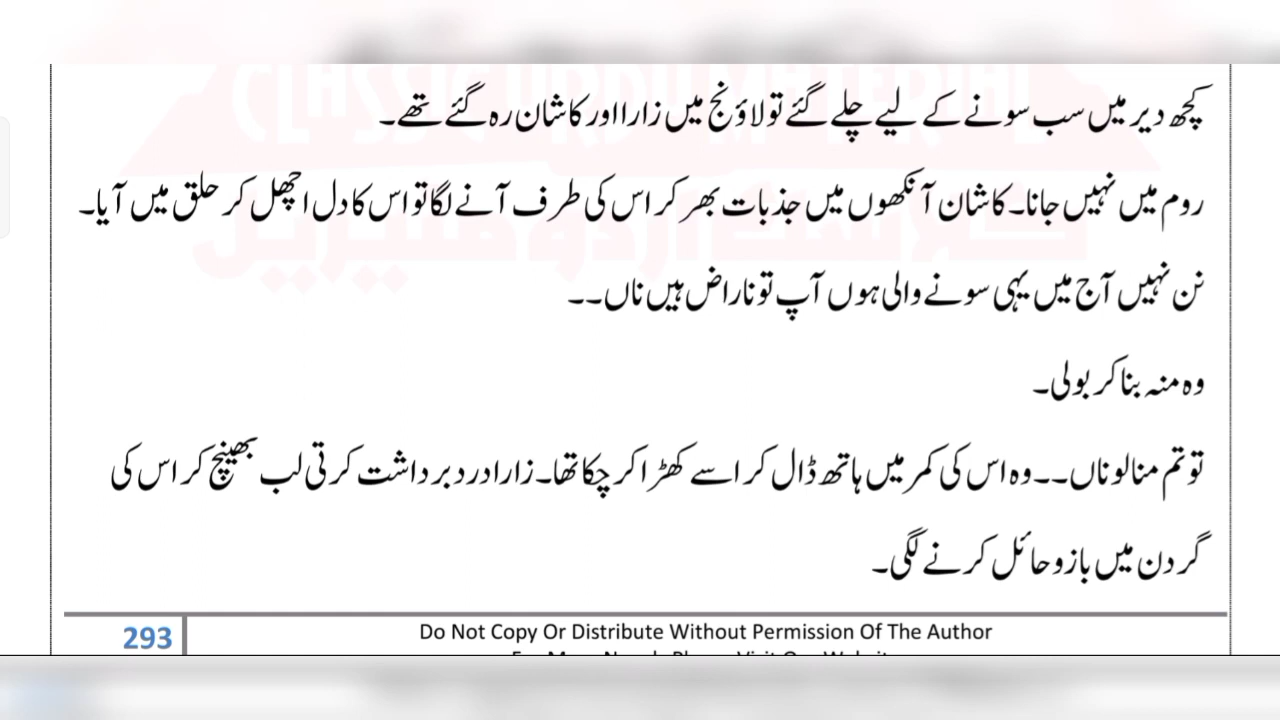 کچھ دیر میں سب سونے کے لیے چلے گئے تو لاؤنج میں زارا اور کاشان رہ گئے تھے۔
روم میں نہیں جانا۔ کاشان آنکھوں میں جذبات بھر کر اس کی طرف آنے لگا تو اس کا دل اچھل کر حلق میں آیا۔
نن نہیں آج میں یہی سونے والی ہوں آپ تو ناراض ہیں ناں۔۔
وہ منہ بنا کر بولی۔
تو تم منا لو ناں۔۔ وہ اس کی کمر میں ہاتھ ڈال کر اسے کھڑا کر چکا تھا۔ زارا درد برداشت کرتی لب بھینچ کر اس کی
گردن میں بازو حائل کرنے لگی۔
293
Do Not Copy Or Distribute Without Permission Of The Author